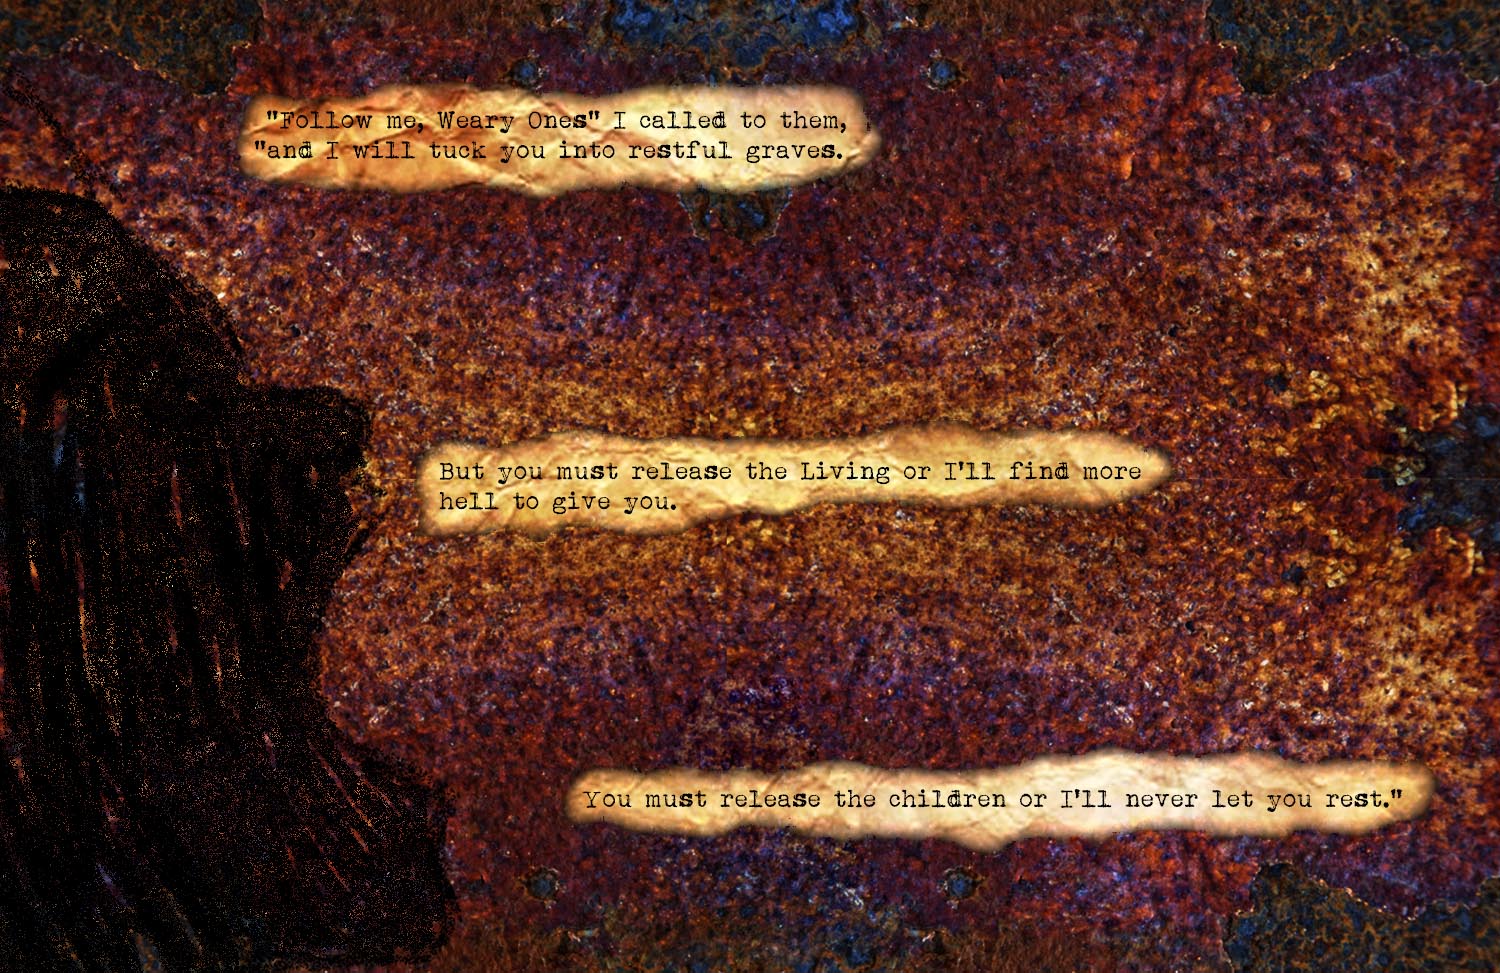 "Follow me, Weary Ones" I called to them,
"and I will tuck you into restful graves.
But you must release the Living or I'll find more
hell to give you.
You must release the children or I'll never let you rest."